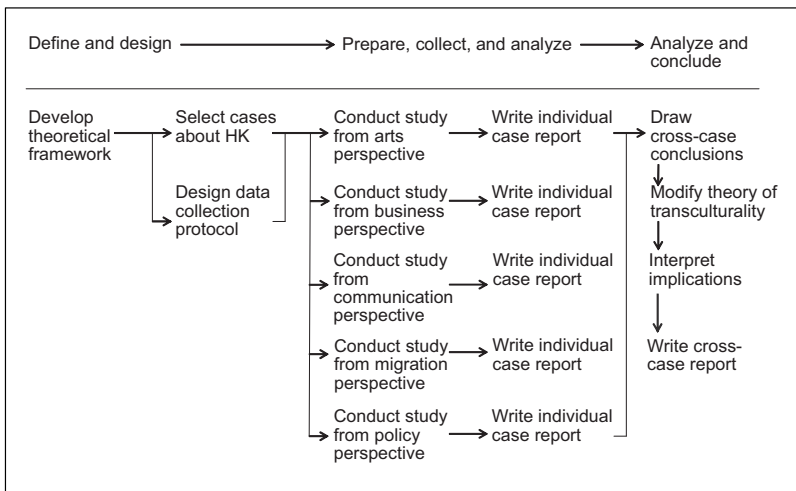 Define and design
Prepare, collect, and analyze
Analyze and
conclude
Develop
theoretical
framework
Select cases
about HK
Design data
collection
protocol
Conduct study
from arts
perspective
Write individual
case report
Conduct study
from business
perspective
Write individual
case report
Conduct study
from
communication
perspective
Write individual
case report
Conduct study
from migration
perspective
Write individual
case report
Conduct study
from policy
perspective
Write individual
case report
Draw
cross-case
conclusions
Modify theory of
transculturality
Interpret
implications
Write cross-
case report